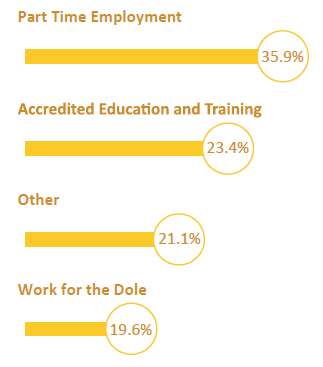 Part Time Employment
35.9%
Accredited Education and Training
23.4%
Other
21.1%
Work for the Dole
19.6%